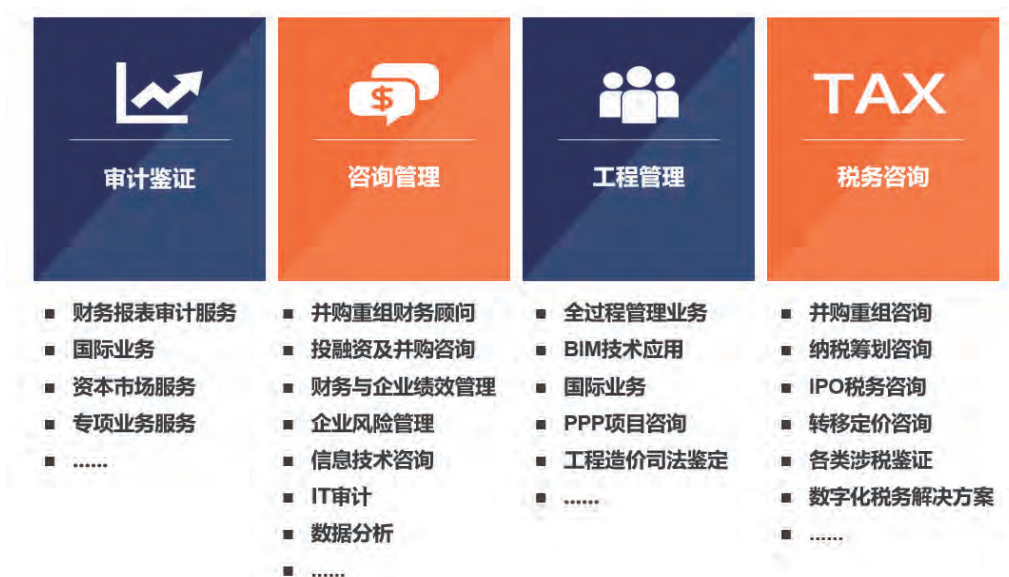 审计鉴证
财务报表审计服务
国际业务
资本市场服务
专项业务服务
......
$
咨询管理
并购重组财务顾问
投融资及并购咨询
财务与企业绩效管理
企业风险管理
信息技术咨询
IT审计
数据分析
......
工程管理
全过程管理业务
BIM技术应用
国际业务
PPP项目咨询
工程造价司法鉴定
......
TAX
税务咨询
并购重组咨询
纳税筹划咨询
IPO税务咨询
转移定价咨询
各类涉税鉴证
数字化税务解决方案
......